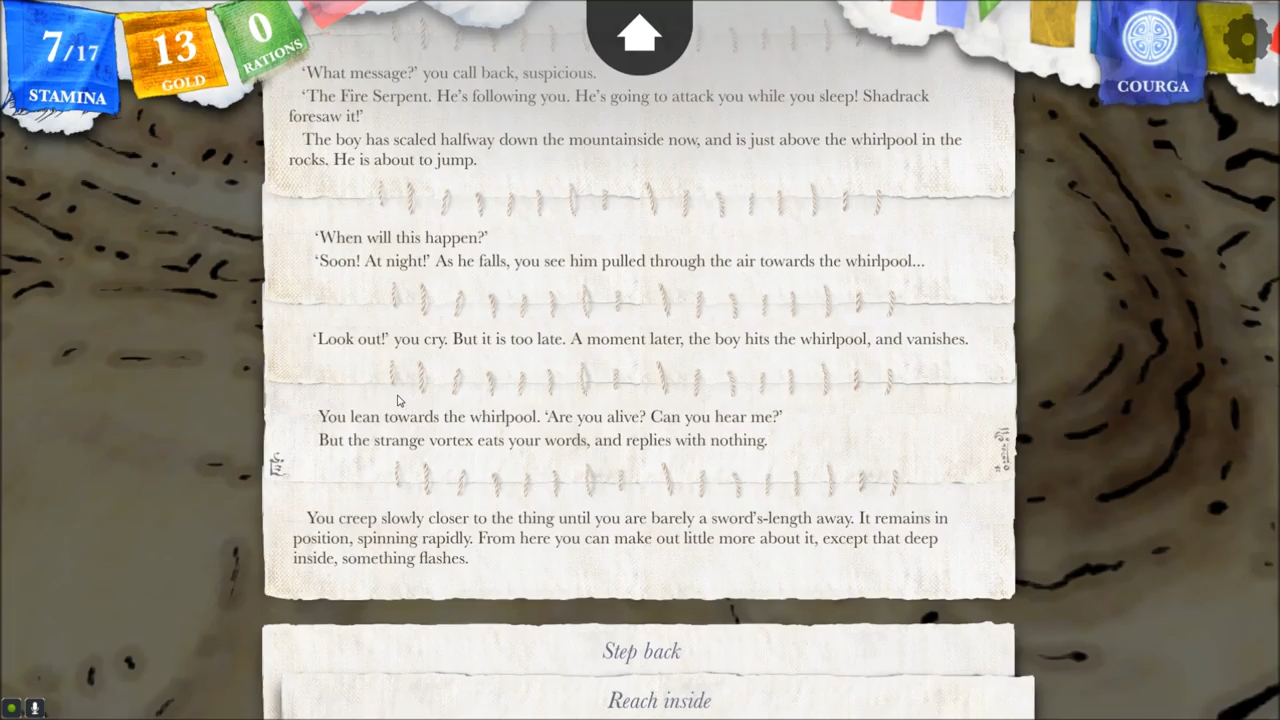 7/17
STAMINA
13
GOLD
0
RATIONS
COURGA
‘What message?’ you call back, suspicious.
‘The Fire Serpent. He’s following you. He’s going to attack you while you sleep! Shadrack
foresaw it!’
The boy has scaled halfway down the mountainside now, and is just above the whirlpool in the
rocks. He is about to jump.
‘When will this happen?’
‘Soon! At night!’ As he falls, you see him pulled through the air towards the whirlpool...
‘Look out!’ you cry. But it is too late. A moment later, the boy hits the whirlpool, and vanishes.
You lean towards the whirlpool. ‘Are you alive? Can you hear me?’
But the strange vortex eats your words, and replies with nothing.
You creep slowly closer to the thing until you are barely a sword’s-length away. It remains in
position, spinning rapidly. From here you can make out little more about it, except that deep
inside, something flashes.
Step back
Reach inside